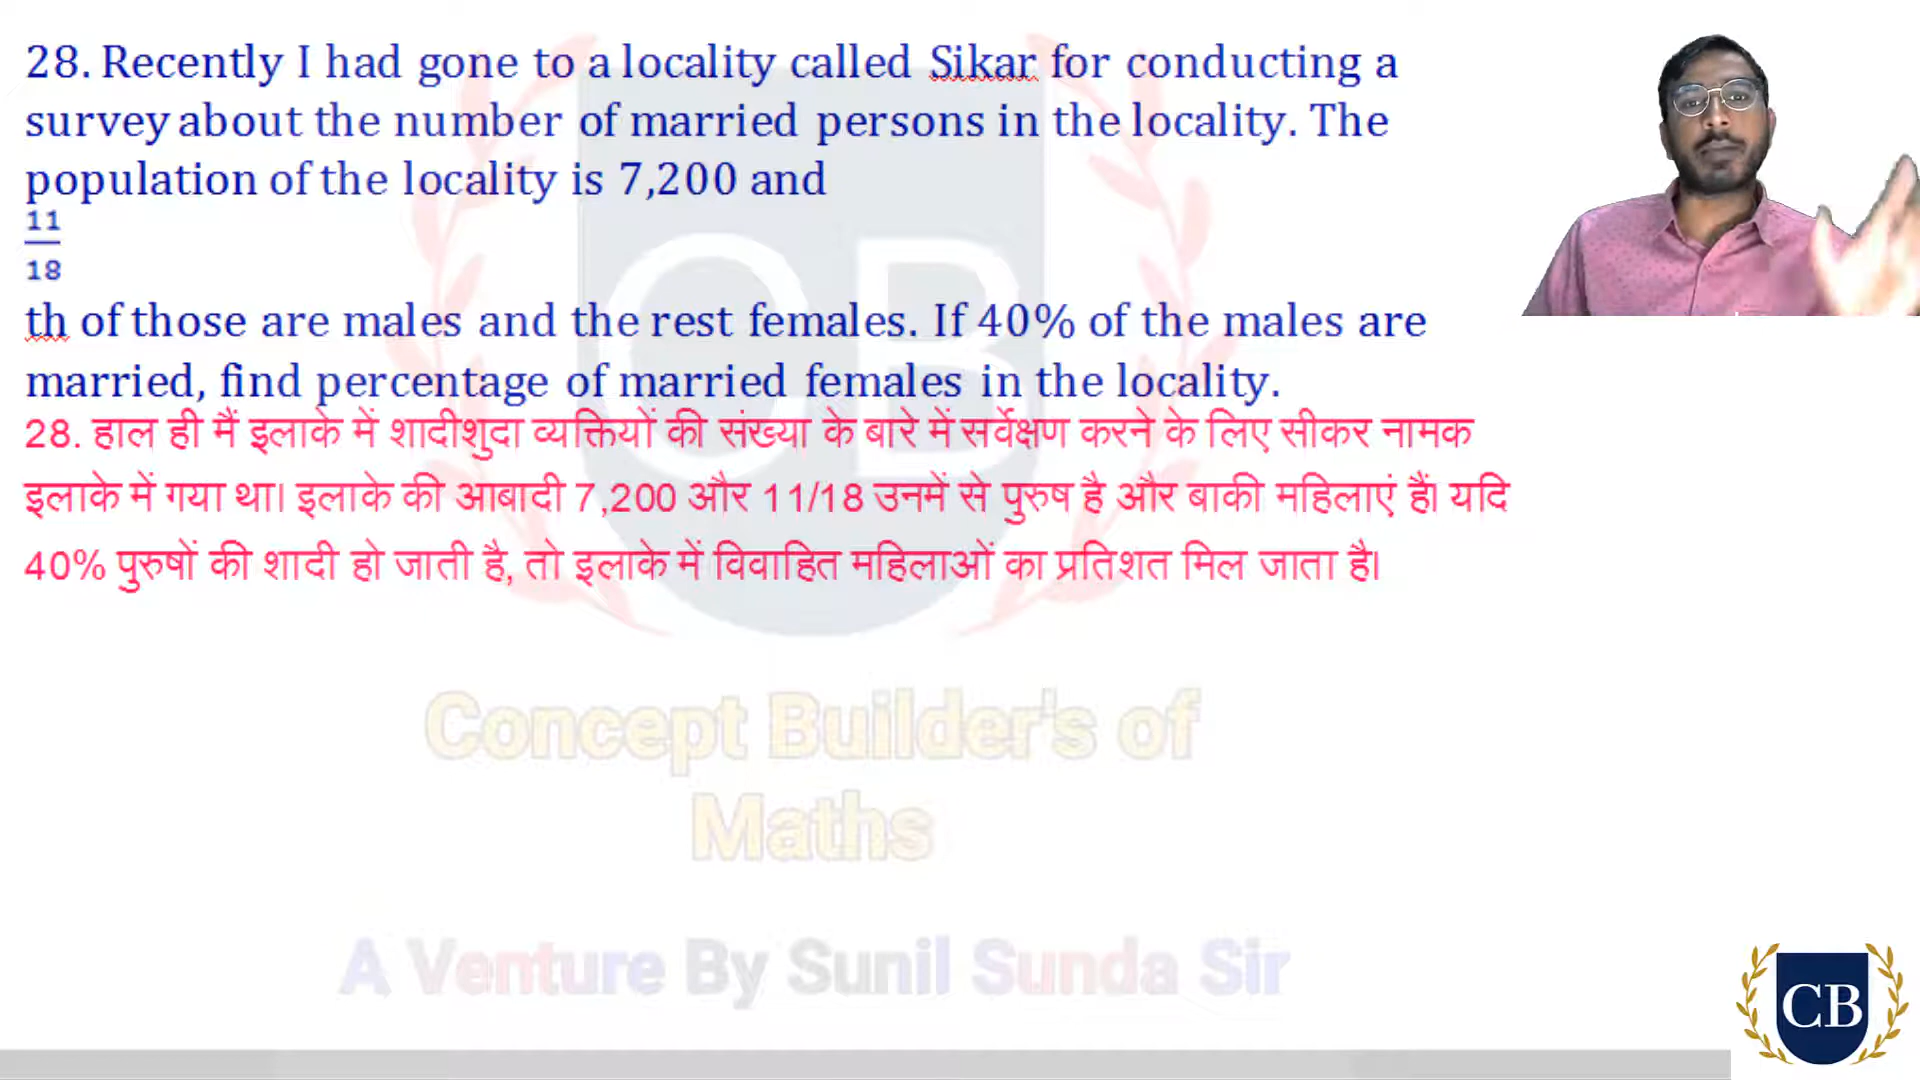 28. Recently I had gone to a locality called Sikar for conducting a
survey about the number of married persons in the locality. The
population of the locality is 7,200 and
11
18
th of those are males and the rest females. If 40% of the males are
married, find percentage of married females in the locality.
28. हाल ही मैं इलाके में शादीशुदा व्यक्तियों की संख्या के बारे में सर्वेक्षण करने के लिए सीकर नामक
इलाके में गया था। इलाके की आबादी 7,200 और 11/18 उनमें से पुरुष है और बाकी महिलाएं हैं। यदि
40% पुरुषों की शादी हो जाती है, तो इलाके में विवाहित महिलाओं का प्रतिशत मिल जाता है।
CB
Concept Builder's of
Maths
A Venture By Sunil Sunda Sir
CB